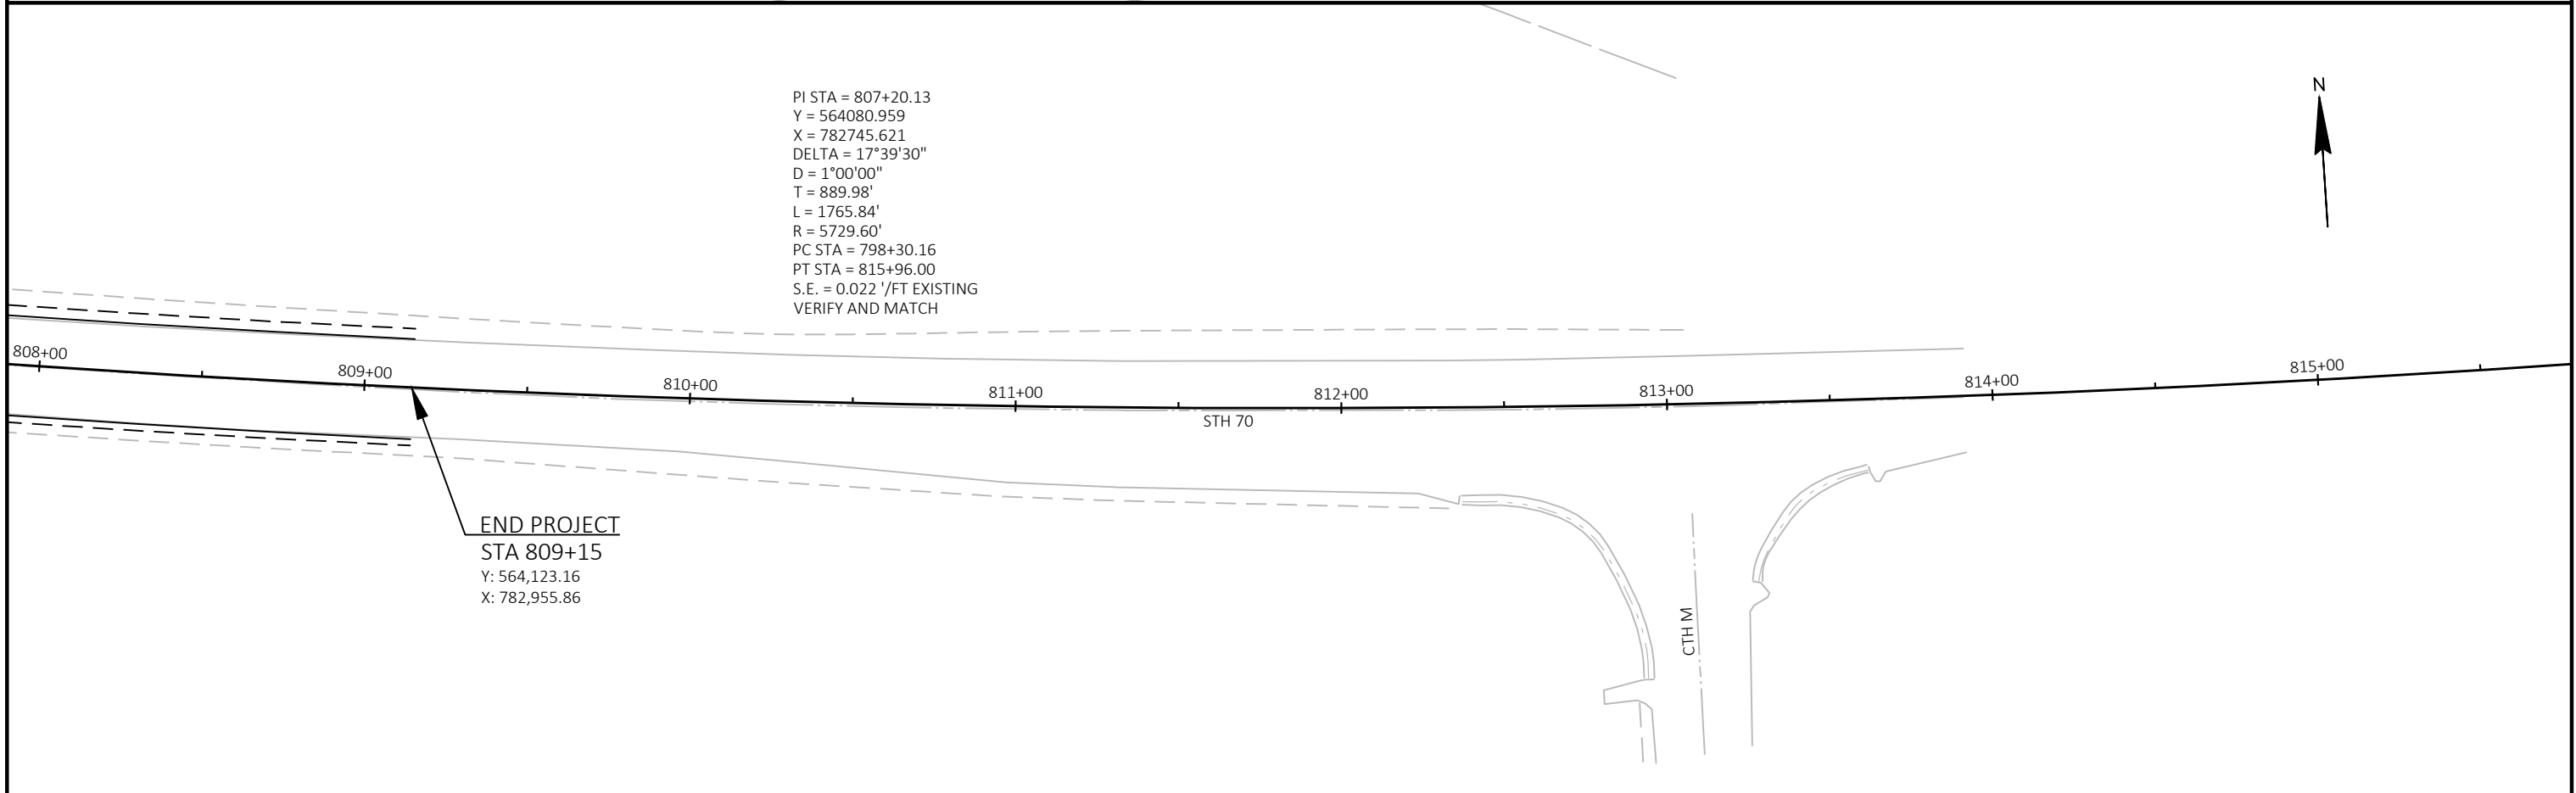 PI STA = 807+20.13
Y = 564080.959
X = 782745.621
DELTA = 17°39'30"
D = 1°00'00"
T = 889.98'
L = 1765.84'
R = 5729.60'
PC STA = 798+30.16
PT STA = 815+96.00
S.E. = 0.022 '/FT EXISTING
VERIFY AND MATCH
N
808+00
809+00
810+00
811+00
812+00
813+00
814+00
815+00
STH 70
END PROJECT
STA 809+15
Y: 564,123.16
X: 782,955.86
CTH M